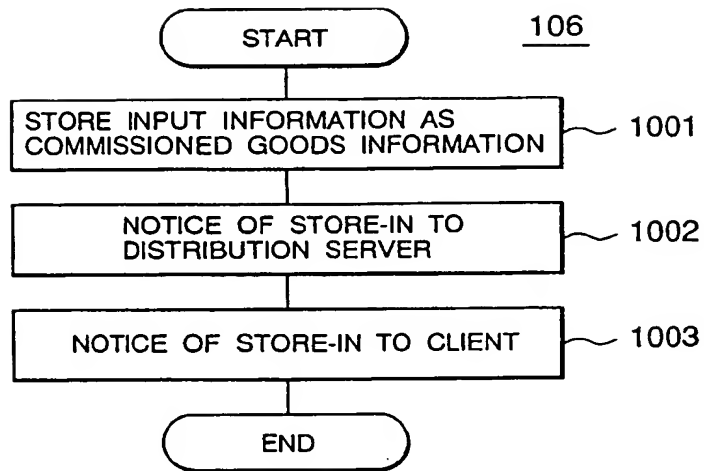 START
106
STORE INPUT INFORMATION AS
COMMISSIONED GOODS INFORMATION
1001
NOTICE OF STORE-IN TO
DISTRIBUTION SERVER
1002
NOTICE OF STORE-IN TO CLIENT
1003
END